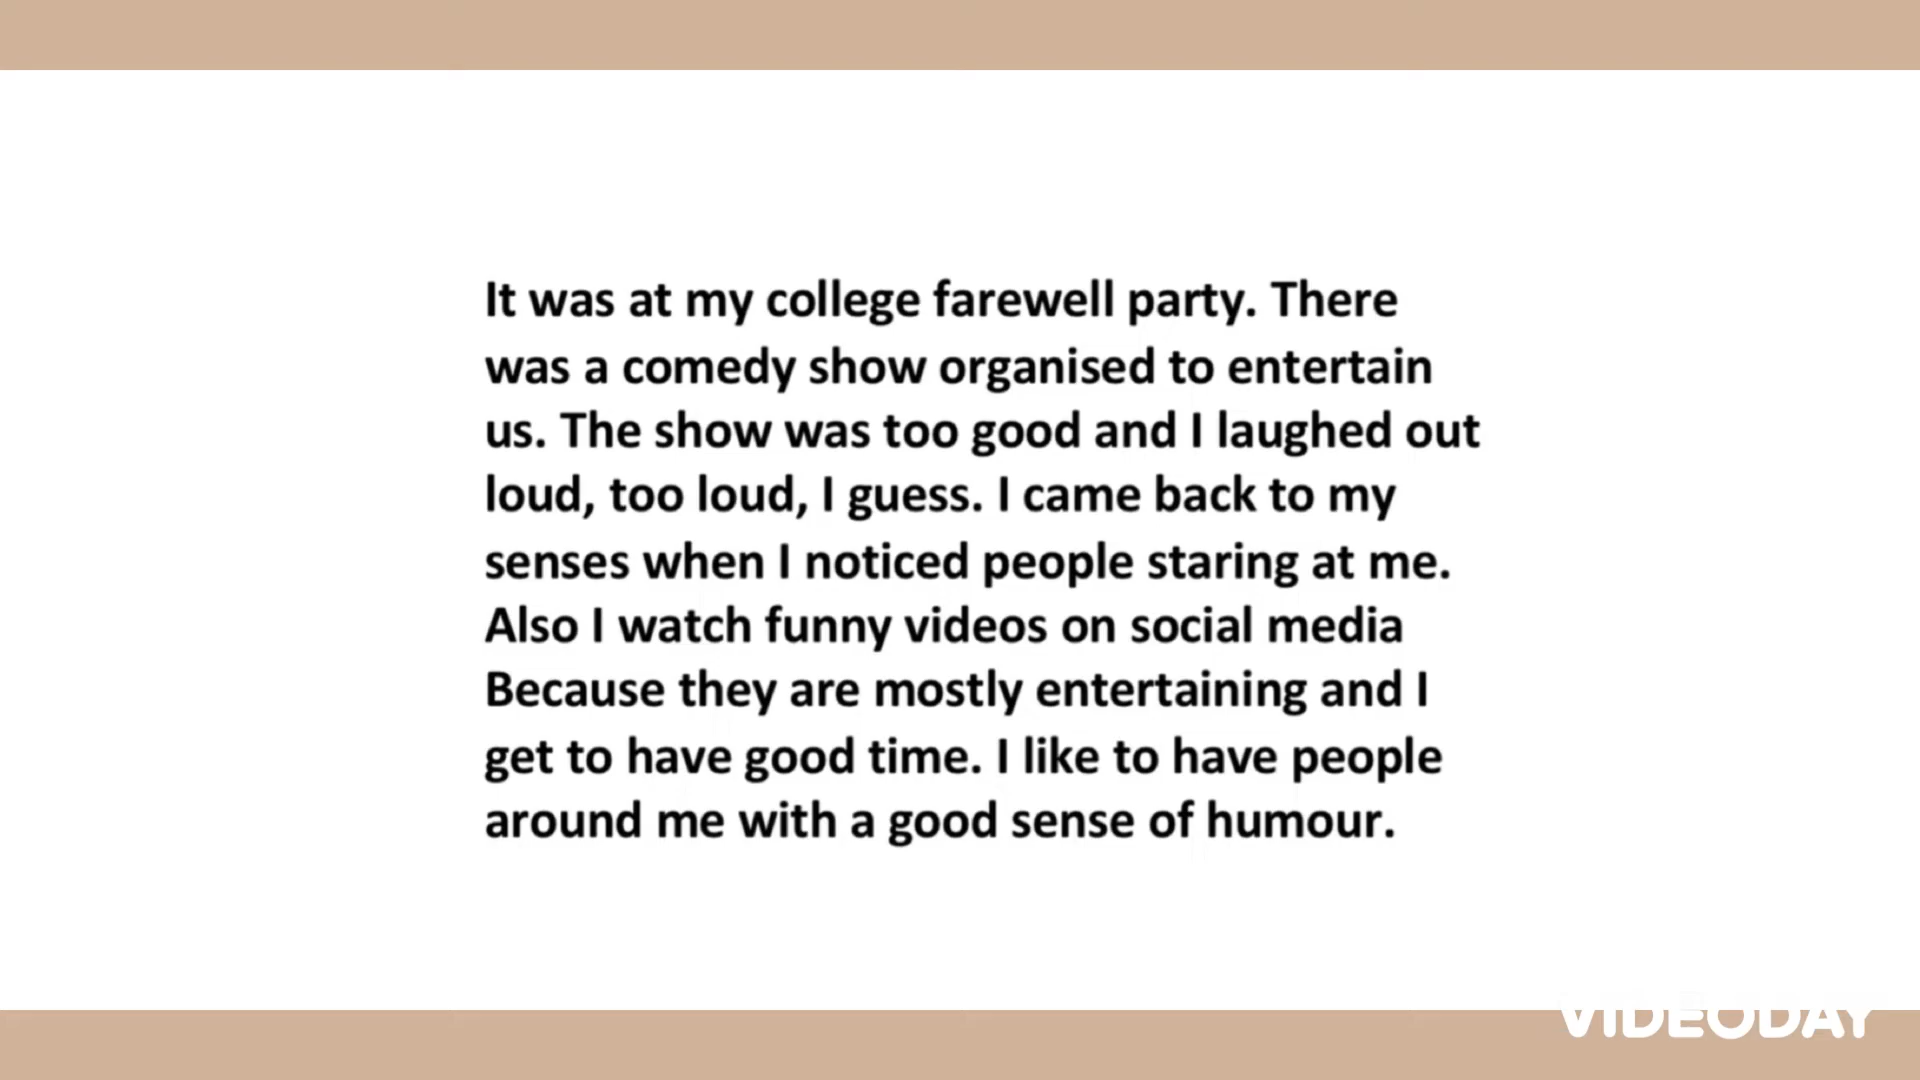 It was at my college farewell party. There
was a comedy show organised to entertain
us. The show was too good and I laughed out
loud, too loud, I guess. I came back to my
senses when I noticed people staring at me.
Also I watch funny videos on social media
Because they are mostly entertaining and I
get to have good time. I like to have people
around me with a good sense of humour.
VIDEODAY